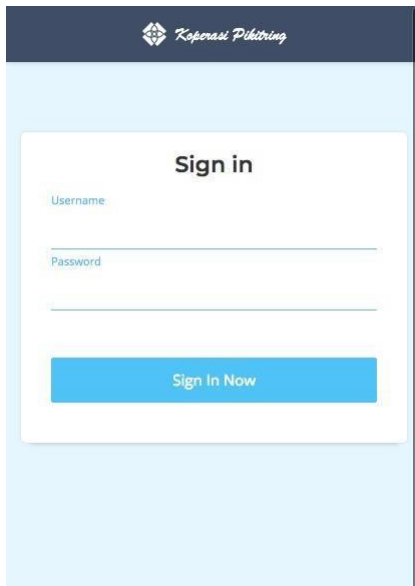 Koperasi Pikitring
Sign in
Username
Password
Sign In Now